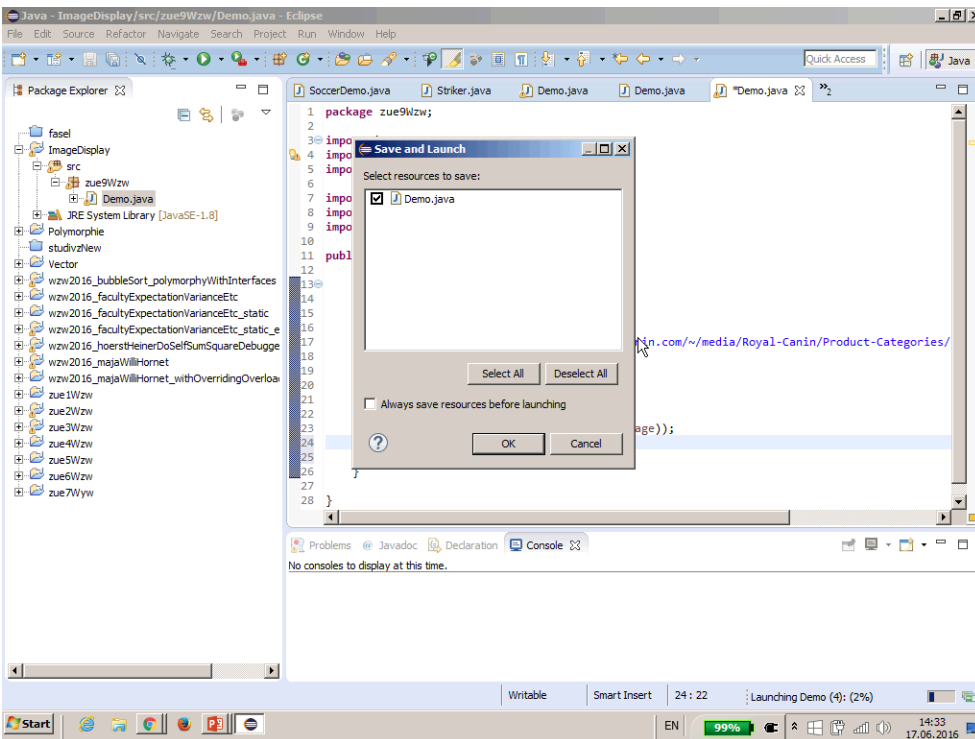 Java - ImageDisplay/src/zue9Wzw/Demo.java - Eclipse
File Edit Source Refactor Navigate Search Project Run Window Help
Quick Access
Java
Package Explorer
fasel
ImageDisplay
src
zue9Wzw
Demo.java
JRE System Library [JavaSE-1.8]
Polymorphie
studivzNew
Vector
wzw2016_bubbleSort_polymorphyWithInterfaces
wzw2016_facultyExpectationVarianceEtc
wzw2016_facultyExpectationVarianceEtc_static
wzw2016_facultyExpectationVarianceEtc_static_e
wzw2016_hoerstHeinerDoSelfSumSquareDebugge
wzw2016_majaWilliHornet
wzw2016_majaWilliHornet_withOverridingOverloa
zue1Wzw
zue2Wzw
zue3Wzw
zue4Wzw
zue5Wzw
zue6Wzw
zue7Wyw
SoccerDemo.java Striker.java Demo.java Demo.java *Demo.java »2
1 package zue9Wzw;
2
3 impo
4 impo
5 impo
6
7 impo
8 impo
9 impo
10
11 publ
12
13
14
15
16
17 in.com/~/media/Royal-Canin/Product-Categories/
18
19
20
21
22
23 age));
24
25
26 }
27
28 }
Save and Launch
Select resources to save:
Demo.java
Select All Deselect All
Always save resources before launching
OK Cancel
Problems @ Javadoc Declaration Console
No consoles to display at this time.
Writable Smart Insert 24 : 22 Launching Demo (4): (2%)
Start EN 99% 14:33
17.06.2016